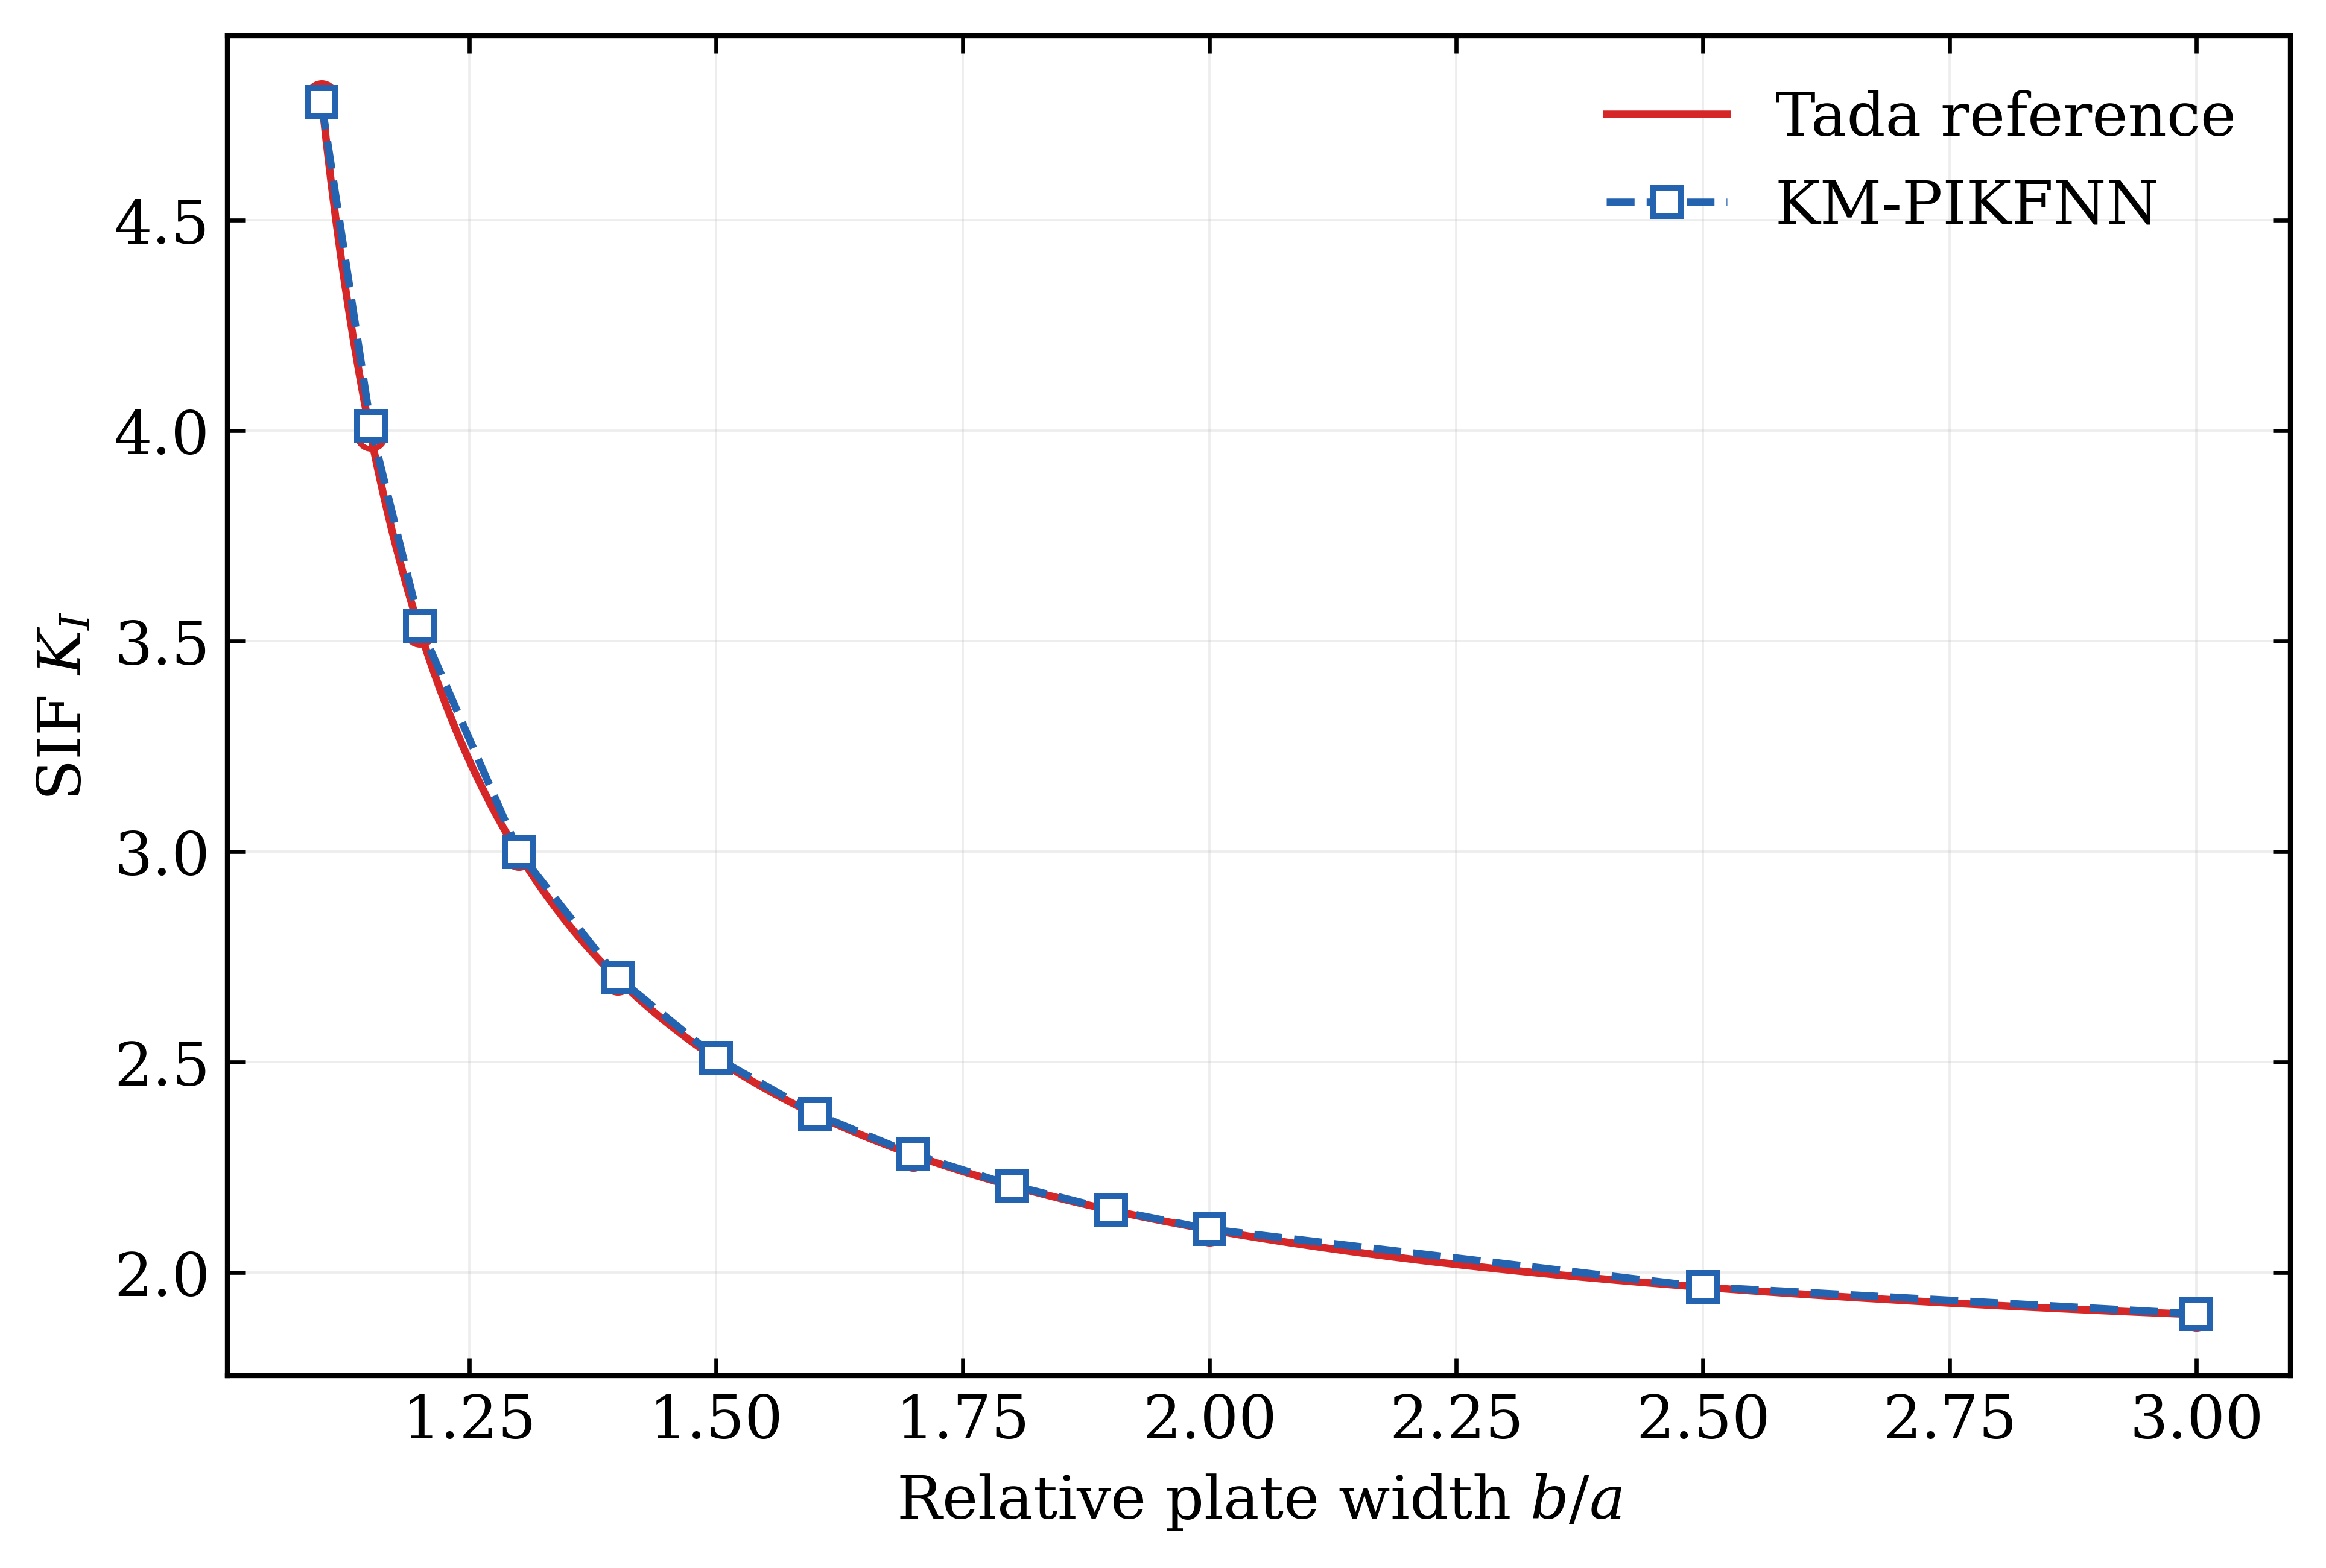 Tada reference
KM-PIKFNN
4.5
4.0
3.5
3.0
2.5
2.0
SIF K_I
1.25 1.50 1.75 2.00 2.25 2.50 2.75 3.00
Relative plate width b/a